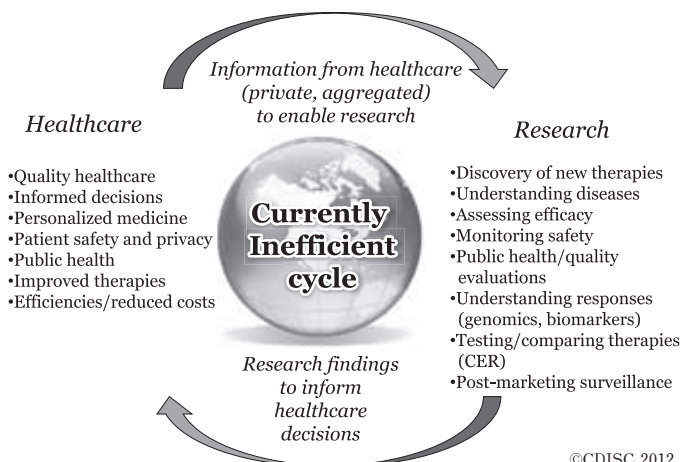 Information from healthcare
(private, aggregated)
to enable research
Healthcare
•Quality healthcare
•Informed decisions
•Personalized medicine
•Patient safety and privacy
•Public health
•Improved therapies
•Efficiencies/reduced costs
Currently
Inefficient
cycle
Research
•Discovery of new therapies
•Understanding diseases
•Assessing efficacy
•Monitoring safety
•Public health/quality
evaluations
•Understanding responses
(genomics, biomarkers)
•Testing/comparing therapies
(CER)
•Post-marketing surveillance
Research findings
to inform
healthcare
decisions
©CDISC 2012